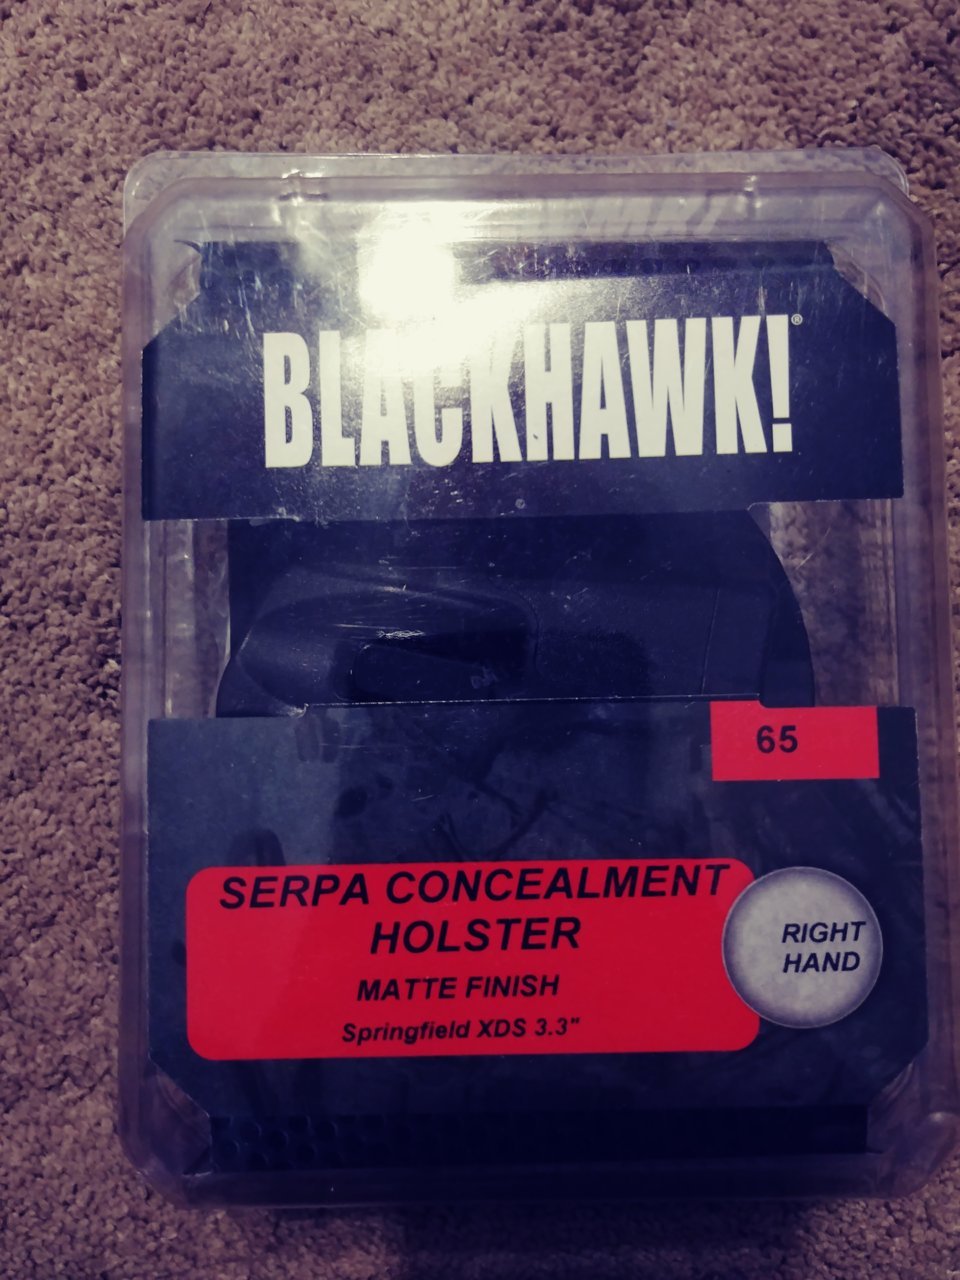 BLACKHAWK!®
65
SERPA CONCEALMENT
HOLSTER
MATTE FINISH
Springfield XDS 3.3"
RIGHT
HAND